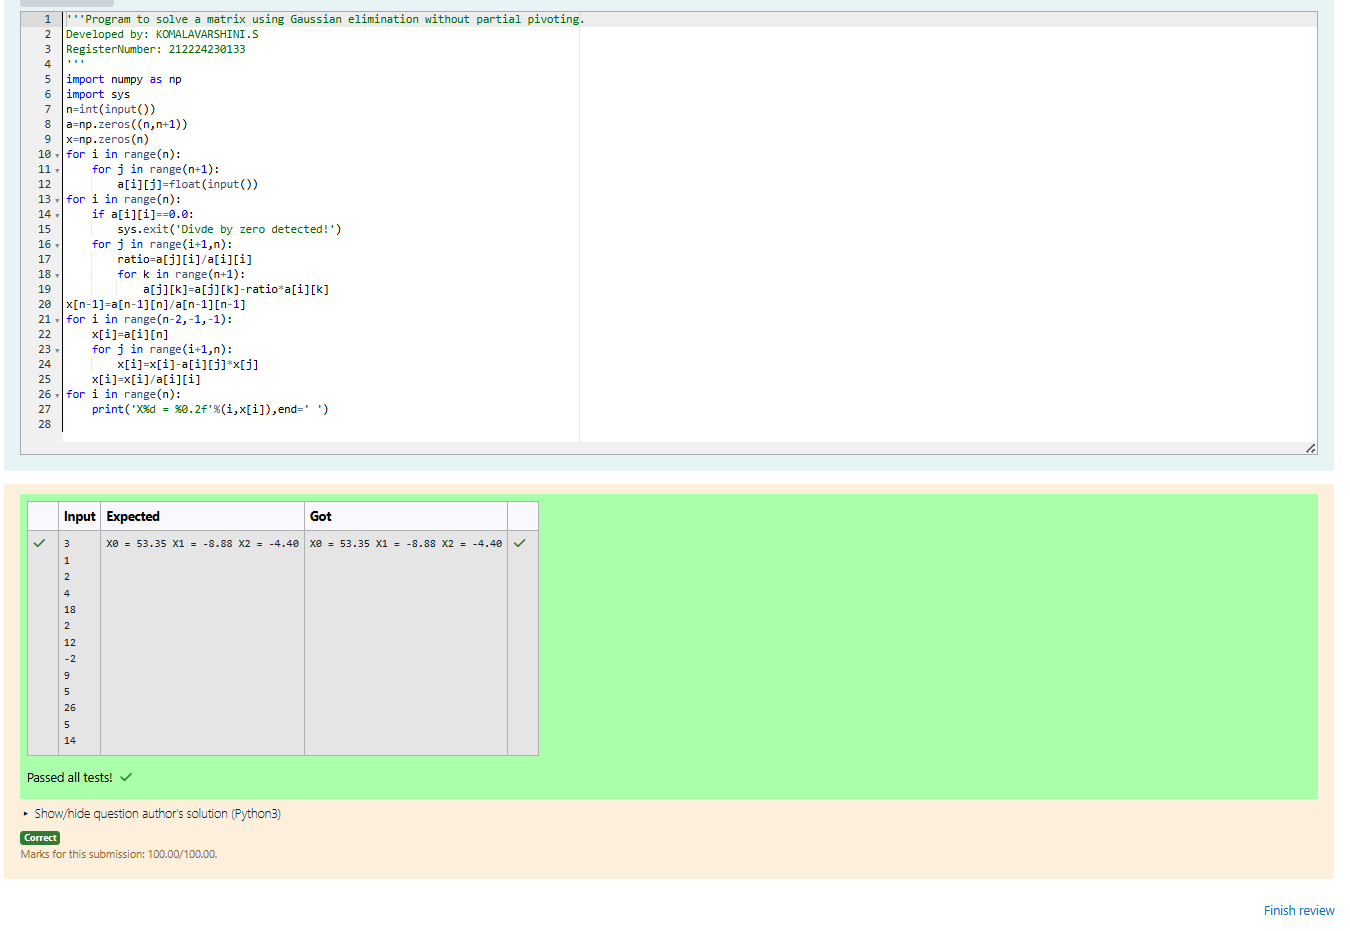 1 '''Program to solve a matrix using Gaussian elimination without partial pivoting.
2 Developed by: KOMALAVARSHINI.S
3 RegisterNumber: 212224230133
4 '''
5 import numpy as np
6 import sys
7 n=int(input())
8 a=np.zeros((n,n+1))
9 x=np.zeros(n)
10 for i in range(n):
11     for j in range(n+1):
12         a[i][j]=float(input())
13 for i in range(n):
14     if a[i][i]==0.0:
15         sys.exit('Divde by zero detected!')
16     for j in range(i+1,n):
17         ratio=a[j][i]/a[i][i]
18         for k in range(n+1):
19             a[j][k]=a[j][k]-ratio*a[i][k]
20 x[n-1]=a[n-1][n]/a[n-1][n-1]
21 for i in range(n-2,-1,-1):
22     x[i]=a[i][n]
23     for j in range(i+1,n):
24         x[i]=x[i]-a[i][j]*x[j]
25     x[i]=x[i]/a[i][i]
26 for i in range(n):
27     print('X%d = %0.2f'%(i,x[i]),end=' ')
28
Input Expected Got
3 X0 = 53.35 X1 = -8.88 X2 = -4.40 X0 = 53.35 X1 = -8.88 X2 = -4.40
1
2
4
18
2
12
-2
9
5
26
5
14
Passed all tests!
Show/hide question author's solution (Python3)
Correct
Marks for this submission: 100.00/100.00.
Finish review